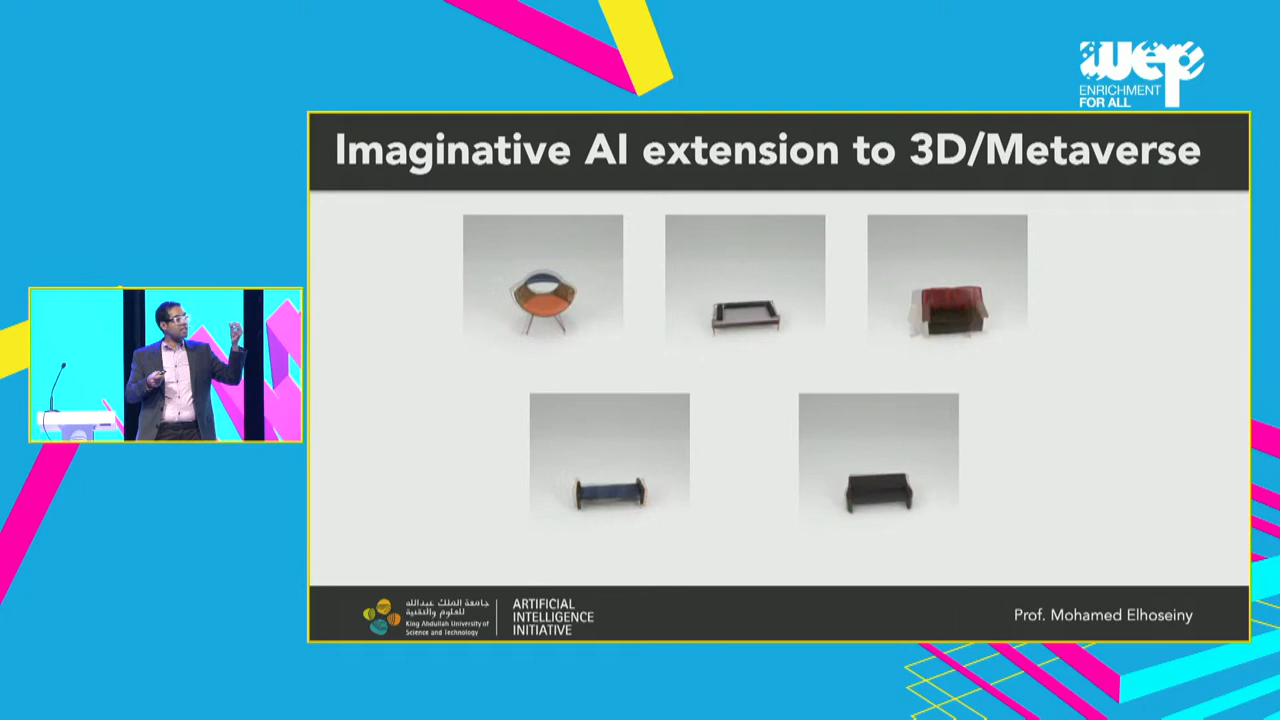 wep
ENRICHMENT
FOR ALL
Imaginative AI extension to 3D/Metaverse
جامعة الملك عبدالله
للعلوم والتقنية
King Abdullah University of
Science and Technology
ARTIFICIAL
INTELLIGENCE
INITIATIVE
Prof. Mohamed Elhoseiny